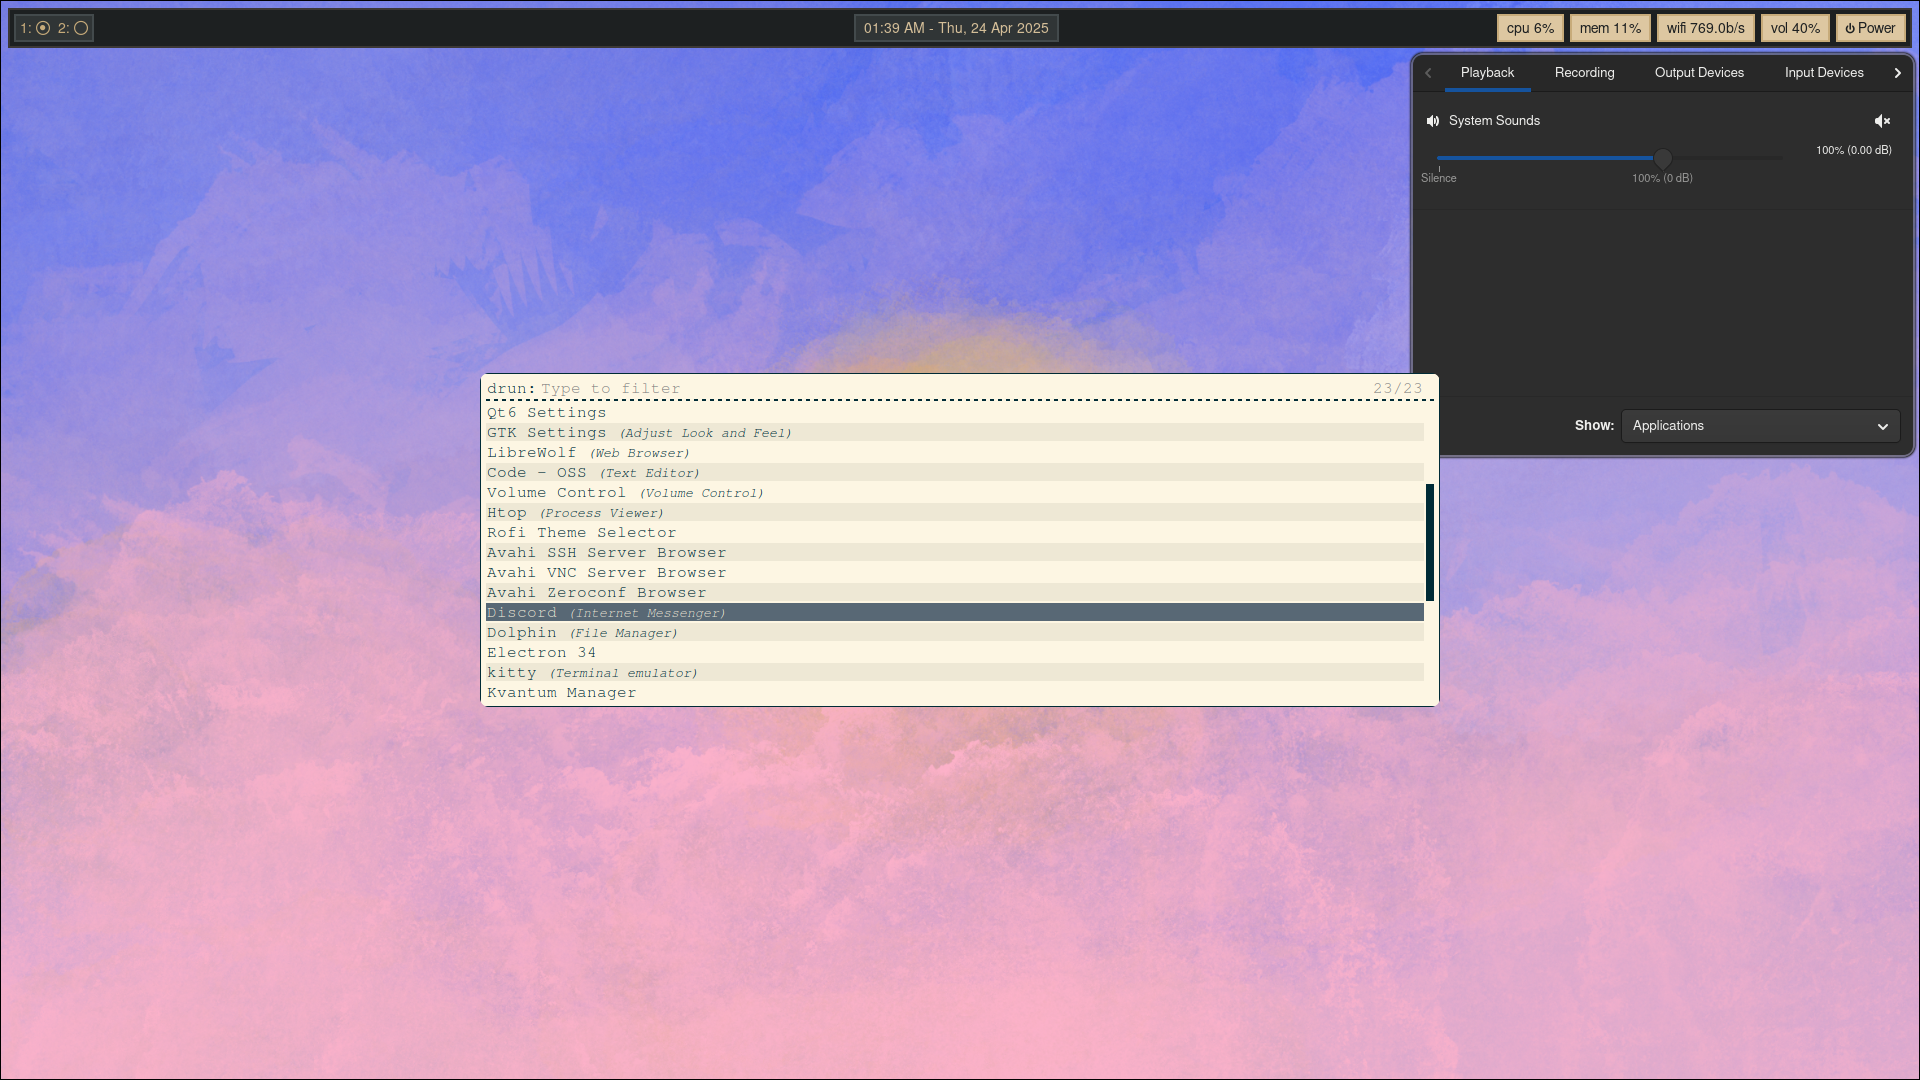 1: 2:
01:39 AM - Thu, 24 Apr 2025
cpu 6% mem 11% wifi 769.0b/s vol 40% Power
Playback Recording Output Devices Input Devices
System Sounds
100% (0.00 dB)
Silence 100% (0 dB)
Show: Applications
drun: Type to filter 23/23
Qt6 Settings
GTK Settings (Adjust Look and Feel)
LibreWolf (Web Browser)
Code - OSS (Text Editor)
Volume Control (Volume Control)
Htop (Process Viewer)
Rofi Theme Selector
Avahi SSH Server Browser
Avahi VNC Server Browser
Avahi Zeroconf Browser
Discord (Internet Messenger)
Dolphin (File Manager)
Electron 34
kitty (Terminal emulator)
Kvantum Manager